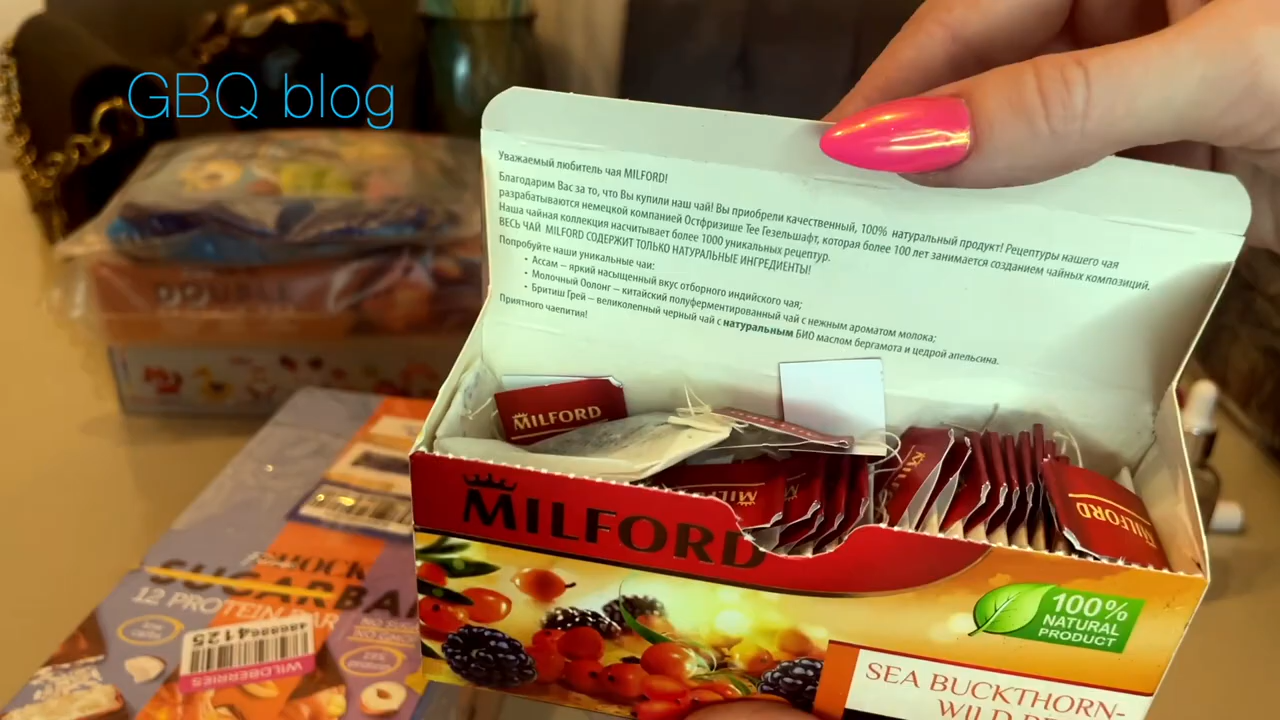 GBQ blog
Уважаемый любитель чая MILFORD!
Благодарим Вас за то, что Вы купили наш чай! Вы приобрели качественный, 100% натуральный продукт! Рецептуры нашего чая
разрабатываются немецкой компанией Остфризише Тее Гезельшафт, которая более 100 лет занимается созданием чайных композиций.
Наша чайная коллекция насчитывает более 1000 уникальных рецептур.
ВЕСЬ ЧАЙ MILFORD СОДЕРЖИТ ТОЛЬКО НАТУРАЛЬНЫЕ ИНГРЕДИЕНТЫ!
Попробуйте наши уникальные чаи:
• Ассам – яркий насыщенный вкус отборного индийского чая;
• Молочный Оолонг – китайский полуферментированный чай с нежным ароматом молока;
• Бритиш Грей – великолепный черный чай с натуральным БИО маслом бергамота и цедрой апельсина.
Приятного чаепития!
MILFORD
MILFORD
MILFORD
MILFORD
100%
NATURAL
PRODUCT
SEA BUCKTHORN-
WILD
SUGARBAR
12 PROTEIN BAR
4868864125
WILDBERRIES